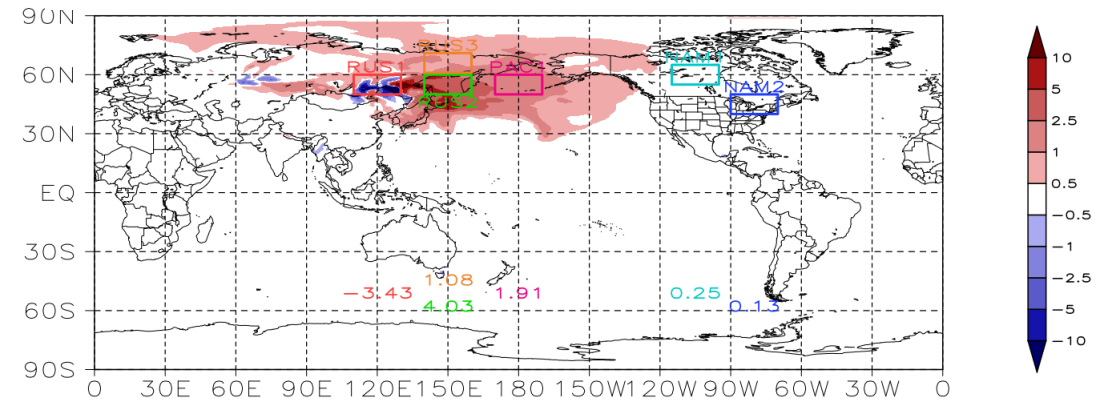 90N
60N
30N
EQ
30S
60S
90S
0 30E 60E 90E 120E 150E 180 150W 120W 90W 60W 30W 0
RUS3
RUS1 PAC1 NAM1
NAM2
RUS2
1.08
-3.43 1.91 0.25
4.03 0.13
10
5
2.5
1
0.5
-0.5
-1
-2.5
-5
-10